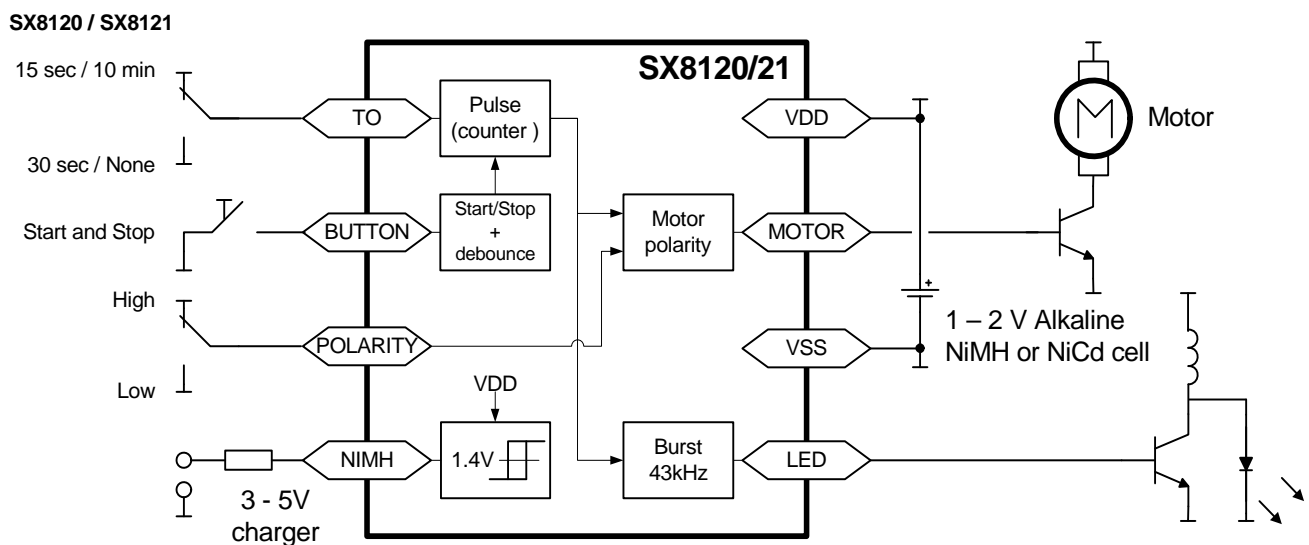 SX8120 / SX8121
SX8120/21
15 sec / 10 min
TO
Pulse
(counter )
VDD
Motor
30 sec / None
Start and Stop
BUTTON
Start/Stop
+
debounce
Motor
polarity
MOTOR
High
POLARITY
+
1 – 2 V Alkaline
NiMH or NiCd cell
VSS
Low
VDD
NIMH
1.4V
Burst
43kHz
LED
3 - 5V
charger
M